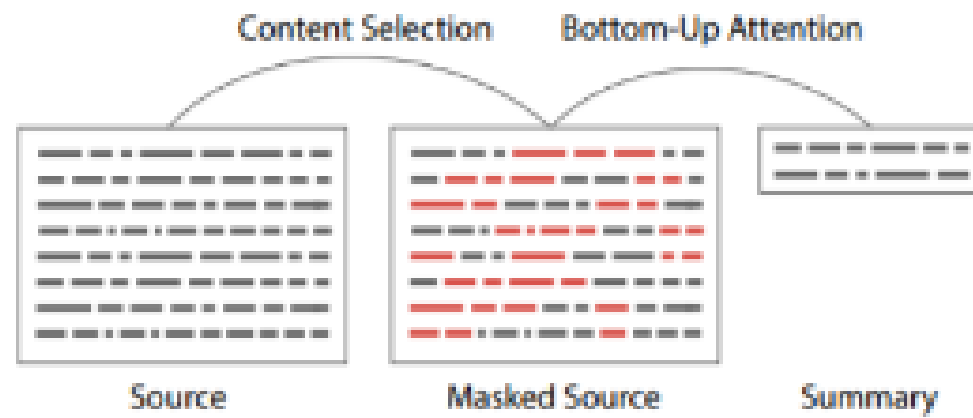 Content Selection
Bottom-Up Attention
Source
Masked Source
Summary